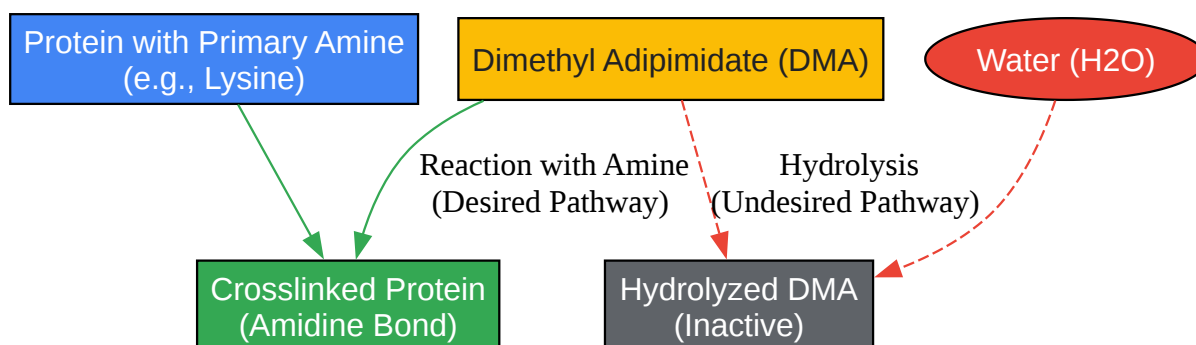 Protein with Primary Amine
(e.g., Lysine)
Dimethyl Adipimidate (DMA)
Water (H2O)
Reaction with Amine
(Desired Pathway)
Hydrolysis
(Undesired Pathway)
Crosslinked Protein
(Amidine Bond)
Hydrolyzed DMA
(Inactive)